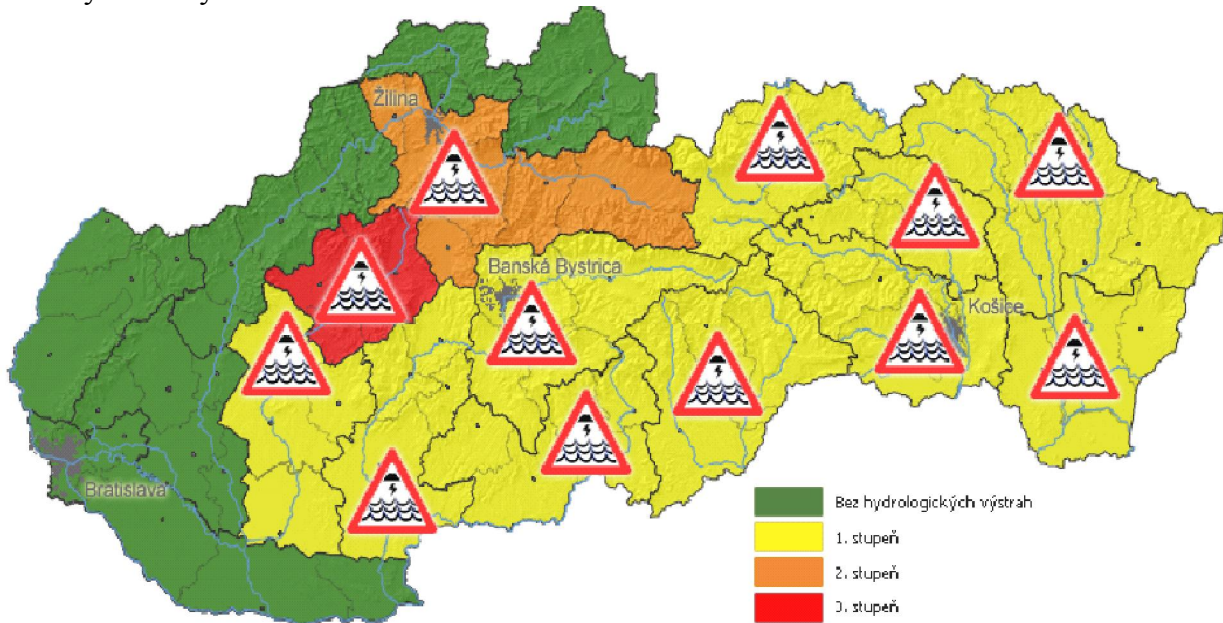 Žilina
Banská Bystrica
Košice
Bratislava
Bez hydrologických výstrah
1. stupeň
2. stupeň
3. stupeň